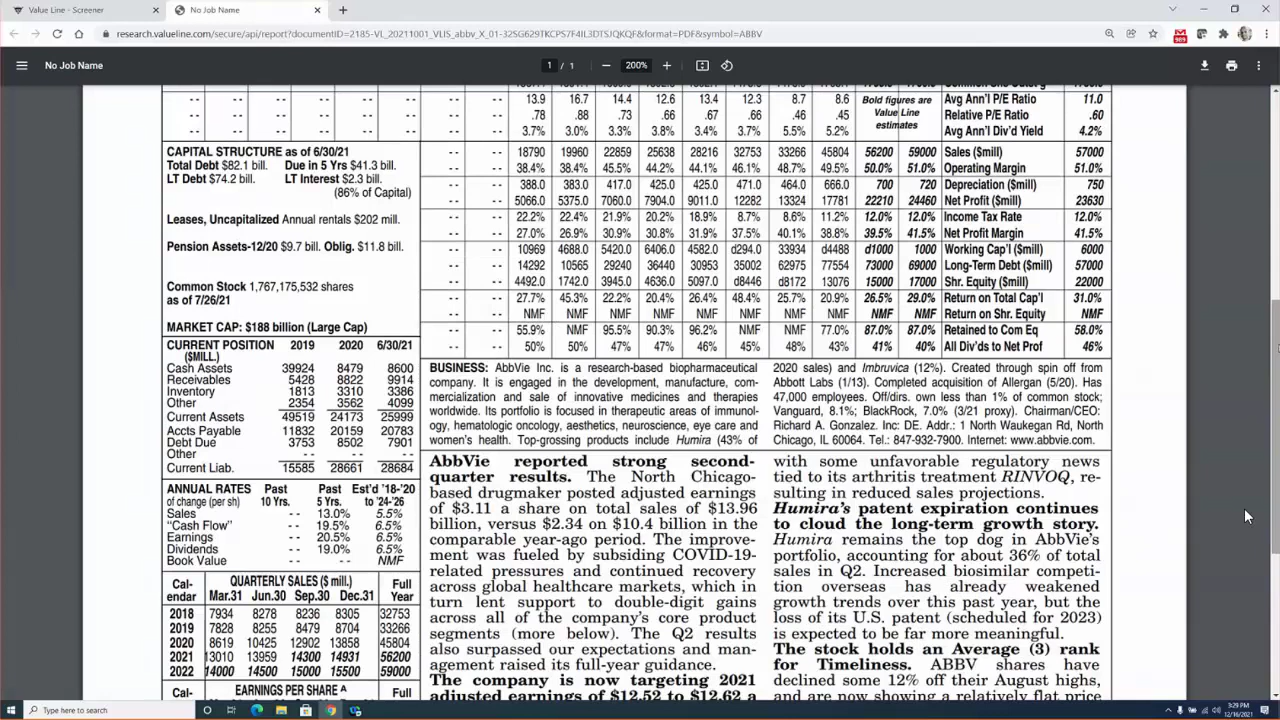 Value Line - Screener
No Job Name
research.valueline.com/secure/api/report?documentID=2185-VL_20211001_VLIS_abbv_X_01-325G629TKCPS7F4IL3DTSJQKQF&format=PDF&symbol=ABBV
No Job Name
1 / 1
200%
-- -- -- -- -- -- -- -- 13.9 16.7 14.4 12.6 13.4 12.3 8.7 8.6 Bold figures are Avg Ann'l P/E Ratio 11.0
-- -- -- -- -- -- -- -- .78 .88 .73 .66 .67 .66 .46 .45 Value Line Relative P/E Ratio .60
-- -- -- -- -- -- -- -- 3.7% 3.0% 3.3% 3.8% 3.4% 3.7% 5.5% 5.2% estimates Avg Ann'l Div'd Yield 4.2%
CAPITAL STRUCTURE as of 6/30/21
Total Debt $82.1 bill. Due in 5 Yrs $41.3 bill.
LT Debt $74.2 bill. LT Interest $2.3 bill.
(86% of Capital)
Leases, Uncapitalized Annual rentals $202 mill.
Pension Assets-12/20 $9.7 bill. Oblig. $11.8 bill.
Common Stock 1,767,175,532 shares
as of 7/26/21
MARKET CAP: $188 billion (Large Cap)
-- -- 18790 19960 22859 25638 28216 32753 33266 45804 56200 59000 Sales ($mill) 57000
-- -- 38.4% 38.4% 45.5% 44.2% 44.1% 46.1% 48.7% 49.5% 50.0% 51.0% Operating Margin 51.0%
-- -- 388.0 383.0 417.0 425.0 425.0 471.0 464.0 666.0 700 720 Depreciation ($mill) 750
-- -- 5066.0 5375.0 7060.0 7904.0 9011.0 12282 13324 17781 22210 24460 Net Profit ($mill) 23630
-- -- 22.2% 22.4% 21.9% 20.2% 18.9% 8.7% 8.6% 11.2% 12.0% 12.0% Income Tax Rate 12.0%
-- -- 27.0% 26.9% 30.9% 30.8% 31.9% 37.5% 40.1% 38.8% 39.5% 41.5% Net Profit Margin 41.5%
-- -- 10969 4688.0 5420.0 6406.0 4582.0 d294.0 33934 d4488 d1000 1000 Working Cap'l ($mill) 6000
-- -- 14292 10565 29240 36440 30953 35002 62975 77554 73000 69000 Long-Term Debt ($mill) 57000
-- -- 4492.0 1742.0 3945.0 4636.0 5097.0 d8446 d8172 13076 15000 17000 Shr. Equity ($mill) 22000
-- -- 27.7% 45.3% 22.2% 20.4% 26.4% 48.4% 25.7% 20.9% 26.5% 29.0% Return on Total Cap'l 31.0%
-- -- NMF NMF NMF NMF NMF NMF NMF NMF NMF NMF Return on Shr. Equity NMF
-- -- 55.9% NMF 95.5% 90.3% 96.2% NMF NMF 77.0% 87.0% 87.0% Retained to Com Eq 58.0%
-- -- 50% 50% 47% 47% 46% 45% 48% 43% 41% 40% All Div'ds to Net Prof 46%
CURRENT POSITION 2019 2020 6/30/21
($MILL.)
Cash Assets 39924 8479 8600
Receivables 5428 8822 9914
Inventory 1813 3310 3386
Other 2354 3562 4099
Current Assets 49519 24173 25999
Accts Payable 11832 20159 20783
Debt Due 3753 8502 7901
Other -- -- --
Current Liab. 15585 28661 28684
ANNUAL RATES Past Past Est'd '18-'20
of change (per sh) 10 Yrs. 5 Yrs. to '24-'26
Sales -- 13.0% 5.5%
“Cash Flow” -- 19.5% 6.5%
Earnings -- 20.5% 6.5%
Dividends -- 19.0% 6.5%
Book Value -- -- NMF
Cal- QUARTERLY SALES ($ mill.) Full
endar Mar.31 Jun.30 Sep.30 Dec.31 Year
2018 7934 8278 8236 8305 32753
2019 7828 8255 8479 8704 33266
2020 8619 10425 12902 13858 45804
2021 13010 13959 14300 14931 56200
2022 14000 14500 15000 15500 59000
Cal- EARNINGS PER SHARE A Full
BUSINESS: AbbVie Inc. is a research-based biopharmaceutical
company. It is engaged in the development, manufacture, com-
mercialization and sale of innovative medicines and therapies
worldwide. Its portfolio is focused in therapeutic areas of immunol-
ogy, hematologic oncology, aesthetics, neuroscience, eye care and
women's health. Top-grossing products include Humira (43% of
2020 sales) and Imbruvica (12%). Created through spin off from
Abbott Labs (1/13). Completed acquisition of Allergan (5/20). Has
47,000 employees. Off/dirs. own less than 1% of common stock;
Vanguard, 8.1%; BlackRock, 7.0% (3/21 proxy). Chairman/CEO:
Richard A. Gonzalez. Inc: DE. Addr.: 1 North Waukegan Rd, North
Chicago, IL 60064. Tel.: 847-932-7900. Internet: www.abbvie.com.
AbbVie reported strong second-
quarter results. The North Chicago-
based drugmaker posted adjusted earnings
of $3.11 a share on total sales of $13.96
billion, versus $2.34 on $10.4 billion in the
comparable year-ago period. The improve-
ment was fueled by subsiding COVID-19-
related pressures and continued recovery
across global healthcare markets, which in
turn lent support to double-digit gains
across all of the company's core product
segments (more below). The Q2 results
also surpassed our expectations and man-
agement raised its full-year guidance.
The company is now targeting 2021
adjusted earnings of $12.52 to $12.62 a
with some unfavorable regulatory news
tied to its arthritis treatment RINVOQ, re-
sulting in reduced sales projections.
Humira's patent expiration continues
to cloud the long-term growth story.
Humira remains the top dog in AbbVie's
portfolio, accounting for about 36% of total
sales in Q2. Increased biosimilar competi-
tion overseas has already weakened
growth trends over this past year, but the
loss of its U.S. patent (scheduled for 2023)
is expected to be far more meaningful.
The stock holds an Average (3) rank
for Timeliness. ABBV shares have
declined some 12% off their August highs,
and are now showing a relatively flat price
Type here to search
3:29 PM
12/16/2021